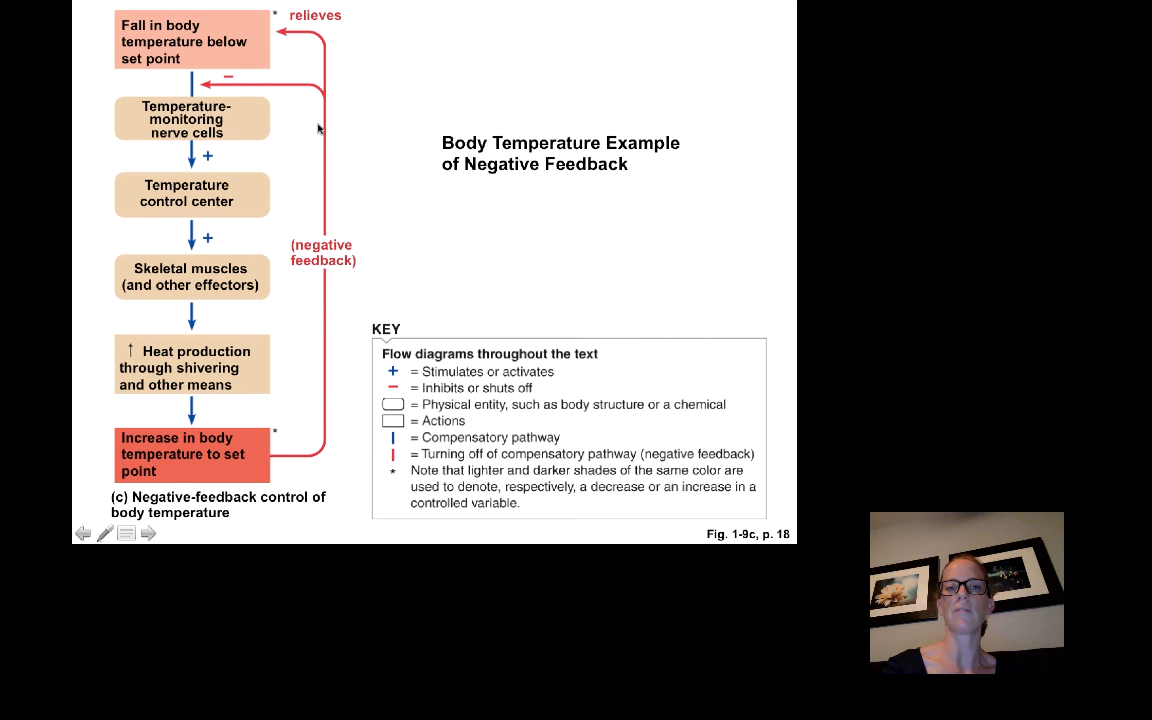 * relieves
Fall in body
temperature below
set point
−
Temperature-
monitoring
nerve cells
+
Temperature
control center
+
(negative
feedback)
Skeletal muscles
(and other effectors)
↑ Heat production
through shivering
and other means
*
Increase in body
temperature to set
point
(c) Negative-feedback control of
body temperature
Body Temperature Example
of Negative Feedback
KEY
Flow diagrams throughout the text
+ = Stimulates or activates
− = Inhibits or shuts off
= Physical entity, such as body structure or a chemical
= Actions
= Compensatory pathway
= Turning off of compensatory pathway (negative feedback)
* Note that lighter and darker shades of the same color are
used to denote, respectively, a decrease or an increase in a
controlled variable.
Fig. 1-9c, p. 18